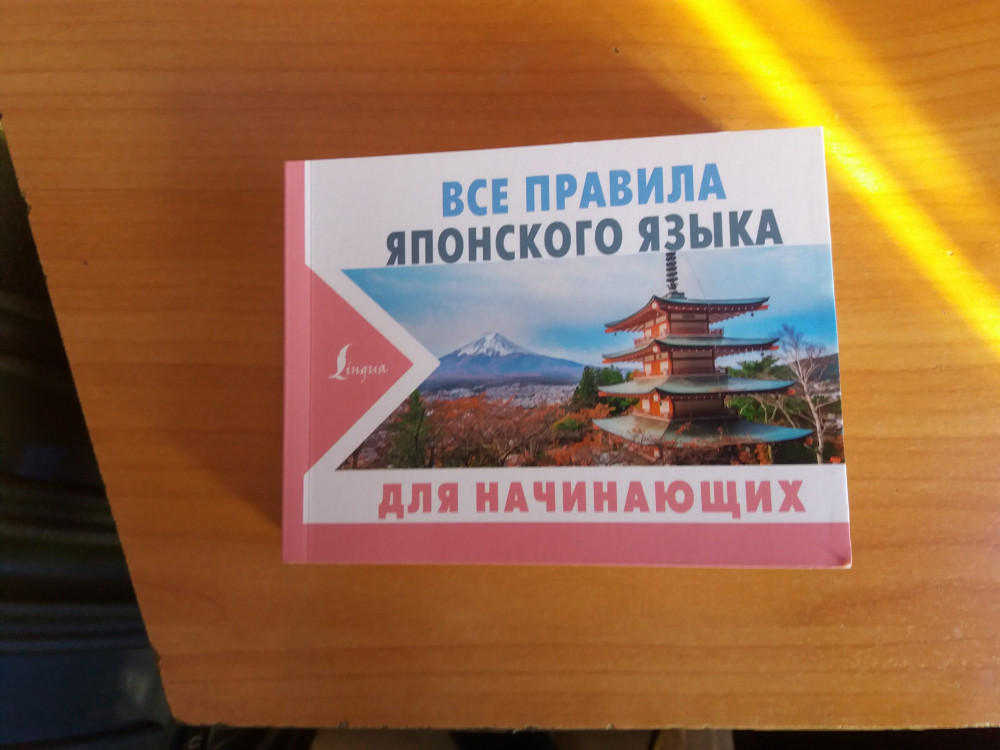 ВСЕ ПРАВИЛА
ЯПОНСКОГО ЯЗЫКА
Lingua
ДЛЯ НАЧИНАЮЩИХ